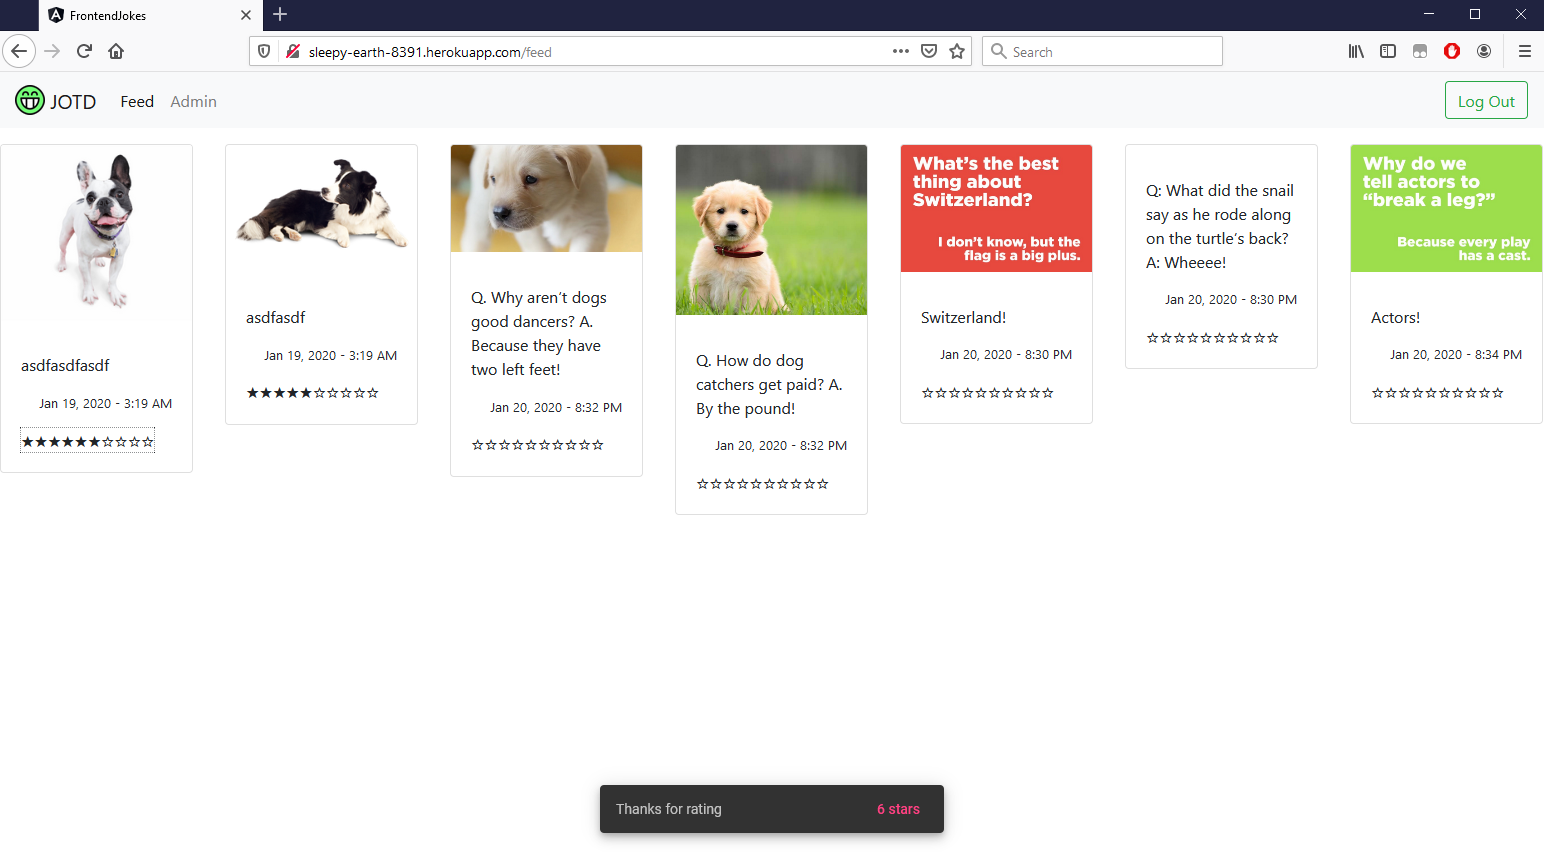 FrontendJokes
sleepy-earth-8391.herokuapp.com/feed
Search
JOTD
Feed
Admin
Log Out
asdfasdfasdf
Jan 19, 2020 - 3:19 AM
★★★★★★☆☆☆☆
asdfasdf
Jan 19, 2020 - 3:19 AM
★★★★★☆☆☆☆☆
Q. Why aren't dogs
good dancers? A.
Because they have
two left feet!
Jan 20, 2020 - 8:32 PM
☆☆☆☆☆☆☆☆☆☆
Q. How do dog
catchers get paid? A.
By the pound!
Jan 20, 2020 - 8:32 PM
☆☆☆☆☆☆☆☆☆☆
What's the best
thing about
Switzerland?
I don't know, but the
flag is a big plus.
Switzerland!
Jan 20, 2020 - 8:30 PM
☆☆☆☆☆☆☆☆☆☆
Q: What did the snail
say as he rode along
on the turtle's back?
A: Wheeee!
Jan 20, 2020 - 8:30 PM
☆☆☆☆☆☆☆☆☆☆
Why do we
tell actors to
“break a leg?”
Because every play
has a cast.
Actors!
Jan 20, 2020 - 8:34 PM
☆☆☆☆☆☆☆☆☆☆
Thanks for rating
6 stars